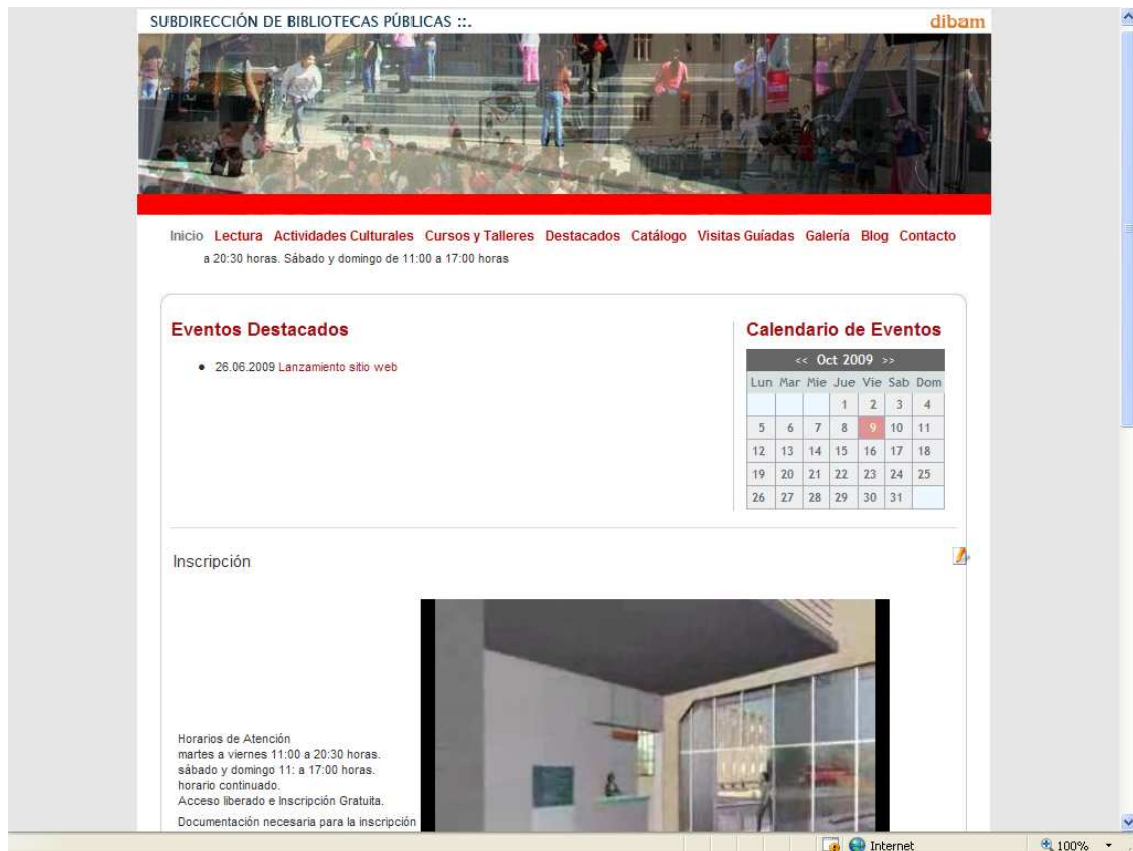 SUBDIRECCIÓN DE BIBLIOTECAS PÚBLICAS ::. dibam
Inicio Lectura Actividades Culturales Cursos y Talleres Destacados Catálogo Visitas Guíadas Galería Blog Contacto
a 20:30 horas. Sábado y domingo de 11:00 a 17:00 horas
Eventos Destacados
26.06.2009 Lanzamiento sitio web
Calendario de Eventos
<< Oct 2009 >>
Lun Mar Mie Jue Vie Sab Dom
1 2 3 4
5 6 7 8 9 10 11
12 13 14 15 16 17 18
19 20 21 22 23 24 25
26 27 28 29 30 31
Inscripción
Horarios de Atención
martes a viernes 11:00 a 20:30 horas.
sábado y domingo 11: a 17:00 horas.
horario continuado.
Acceso liberado e Inscripción Gratuita.
Documentación necesaria para la inscripción
Internet 100%